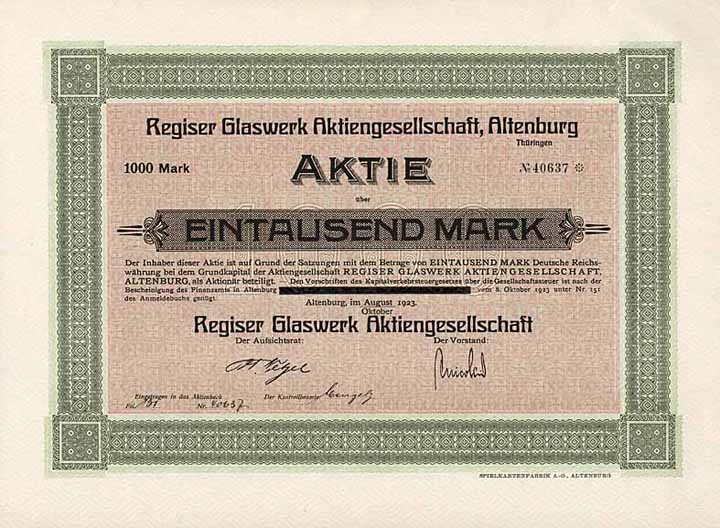 Regiser Glaswerk Aktiengesellschaft, Altenburg
Thüringen
1000 Mark AKTIE № 40637 *
über
EINTAUSEND MARK
Der Inhaber dieser Aktie ist auf Grund der Satzungen mit dem Betrage von EINTAUSEND MARK Deutsche Reichs-
währung bei dem Grundkapital der Aktiengesellschaft REGISER GLASWERK AKTIENGESELLSCHAFT,
ALTENBURG, als Aktionär beteiligt. — Den Vorschriften des Kapitalverkehrsteuergesetzes über die Gesellschaftssteuer ist nach der
Bescheinigung des Finanzamts in Altenburg vom 8. Oktober 1923 unter Nr. 151
des Anmeldebuchs genügt.
Altenburg, im August 1923.
Oktober
Regiser Glaswerk Aktiengesellschaft
Der Aufsichtsrat: Der Vorstand:
Eingetragen in das Aktienbuch Der Kontrollbeamte
Nr. 40637
SPIELKARTENFABRIK A.-G., ALTENBURG